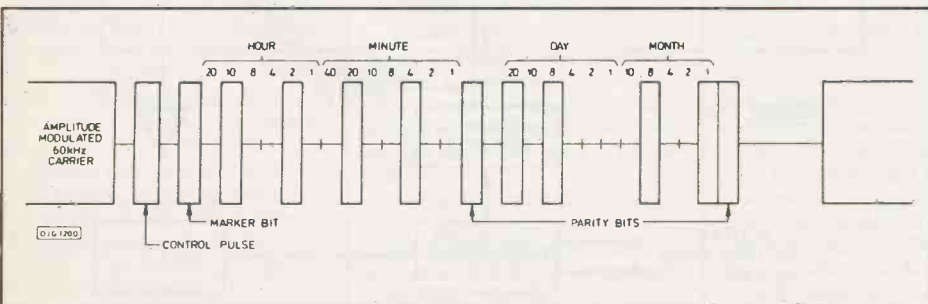 HOUR MINUTE DAY MONTH
20 10 8 4 2 1 40 20 10 8 4 2 1 20 10 8 4 2 1 10 8 4 2 1
AMPLITUDE
MODULATED
60kHz
CARRIER
MARKER BIT
PARITY BITS
CONTROL PULSE